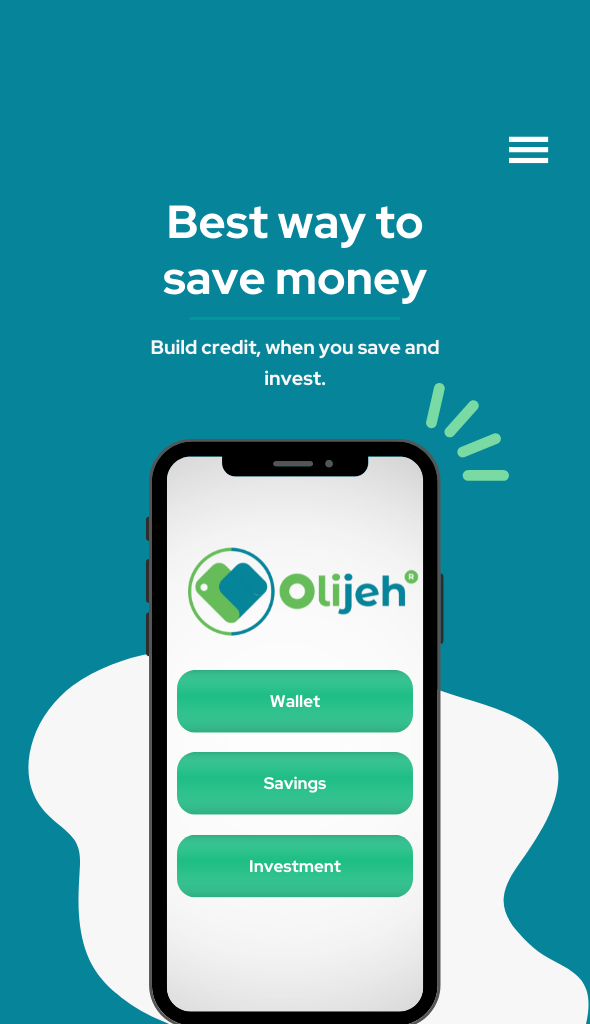 Best way to
save money
Build credit, when you save and
invest.
Olijeh®
Wallet
Savings
Investment